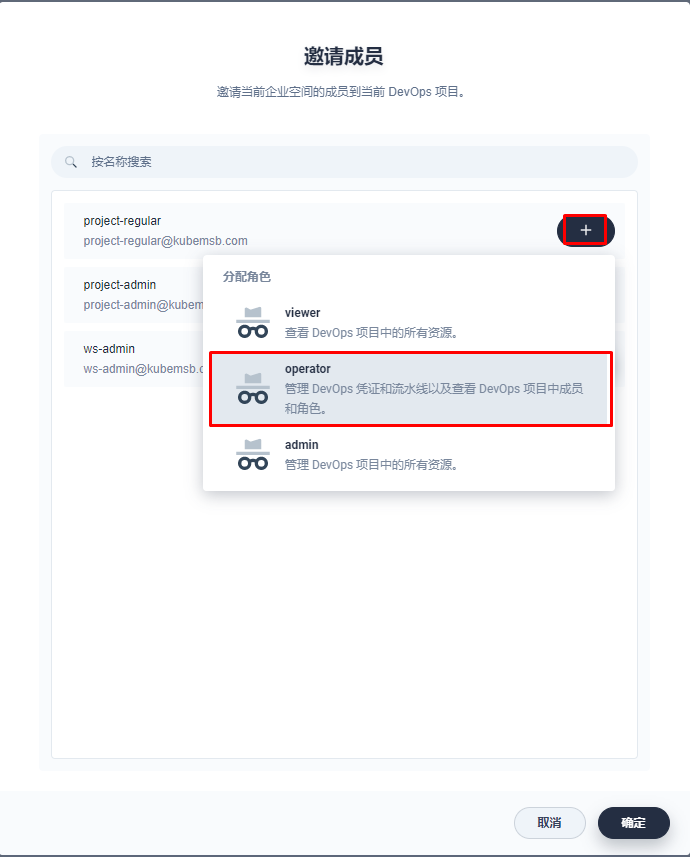 邀请成员
邀请当前企业空间的成员到当前 DevOps 项目。
按名称搜索
project-regular
project-regular@kubemsb.com
project-admin
project-admin@kubem
ws-admin
ws-admin@kubemsb.c
分配角色
viewer
查看 DevOps 项目中的所有资源。
operator
管理 DevOps 凭证和流水线以及查看 DevOps 项目中成员
和角色。
admin
管理 DevOps 项目中的所有资源。
取消
确定